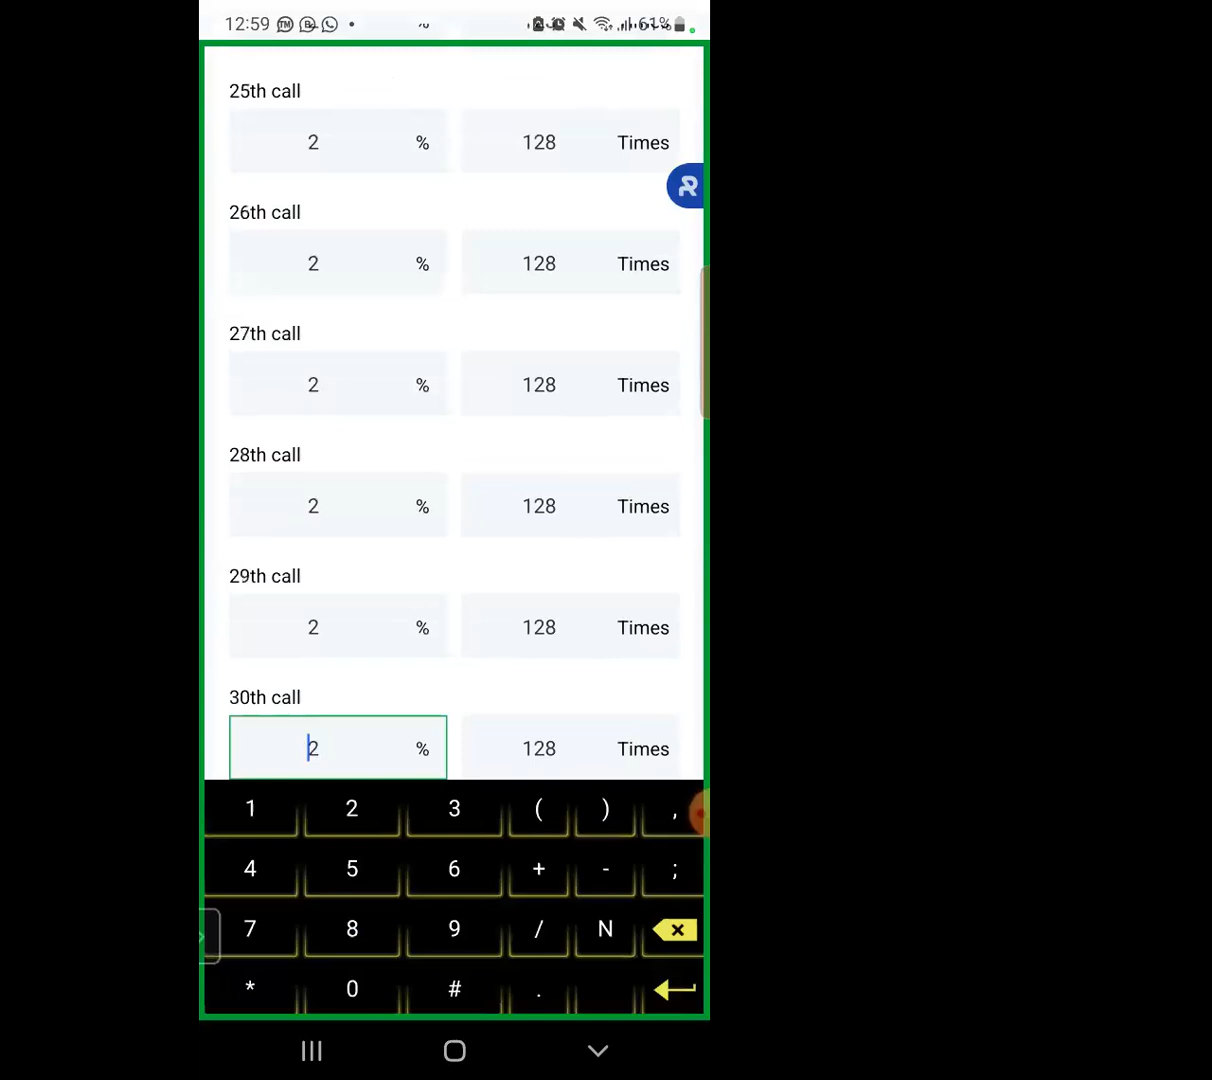 12:59 61%
25th call
2 % 128 Times
26th call
2 % 128 Times
27th call
2 % 128 Times
28th call
2 % 128 Times
29th call
2 % 128 Times
30th call
2 % 128 Times
1 2 3 ( ) ,
4 5 6 + - ;
7 8 9 / N
* 0 # .